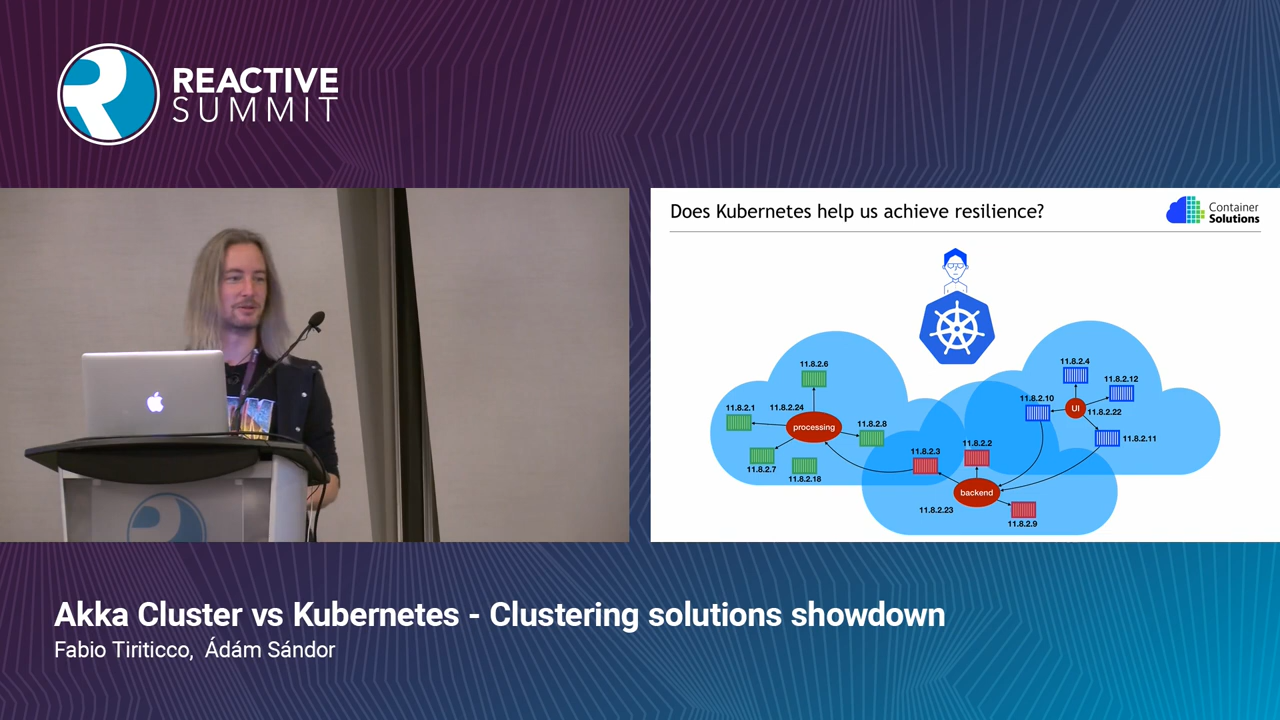 REACTIVE
SUMMIT
Does Kubernetes help us achieve resilience?
Container
Solutions
11.8.2.6
11.8.2.4
11.8.2.12
11.8.2.1
11.8.2.24
11.8.2.10
UI
11.8.2.22
processing
11.8.2.8
11.8.2.11
11.8.2.7
11.8.2.18
11.8.2.3
11.8.2.2
backend
11.8.2.23
11.8.2.9
Akka Cluster vs Kubernetes - Clustering solutions showdown
Fabio Tiriticco, Ádám Sándor